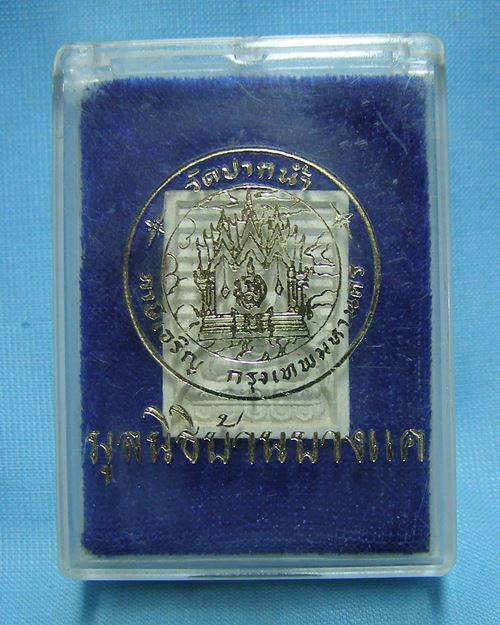 วัดปากน้ำ
ภาษีเจริญ กรุงเทพมหานคร
มูลนิธิบ้านบางแค